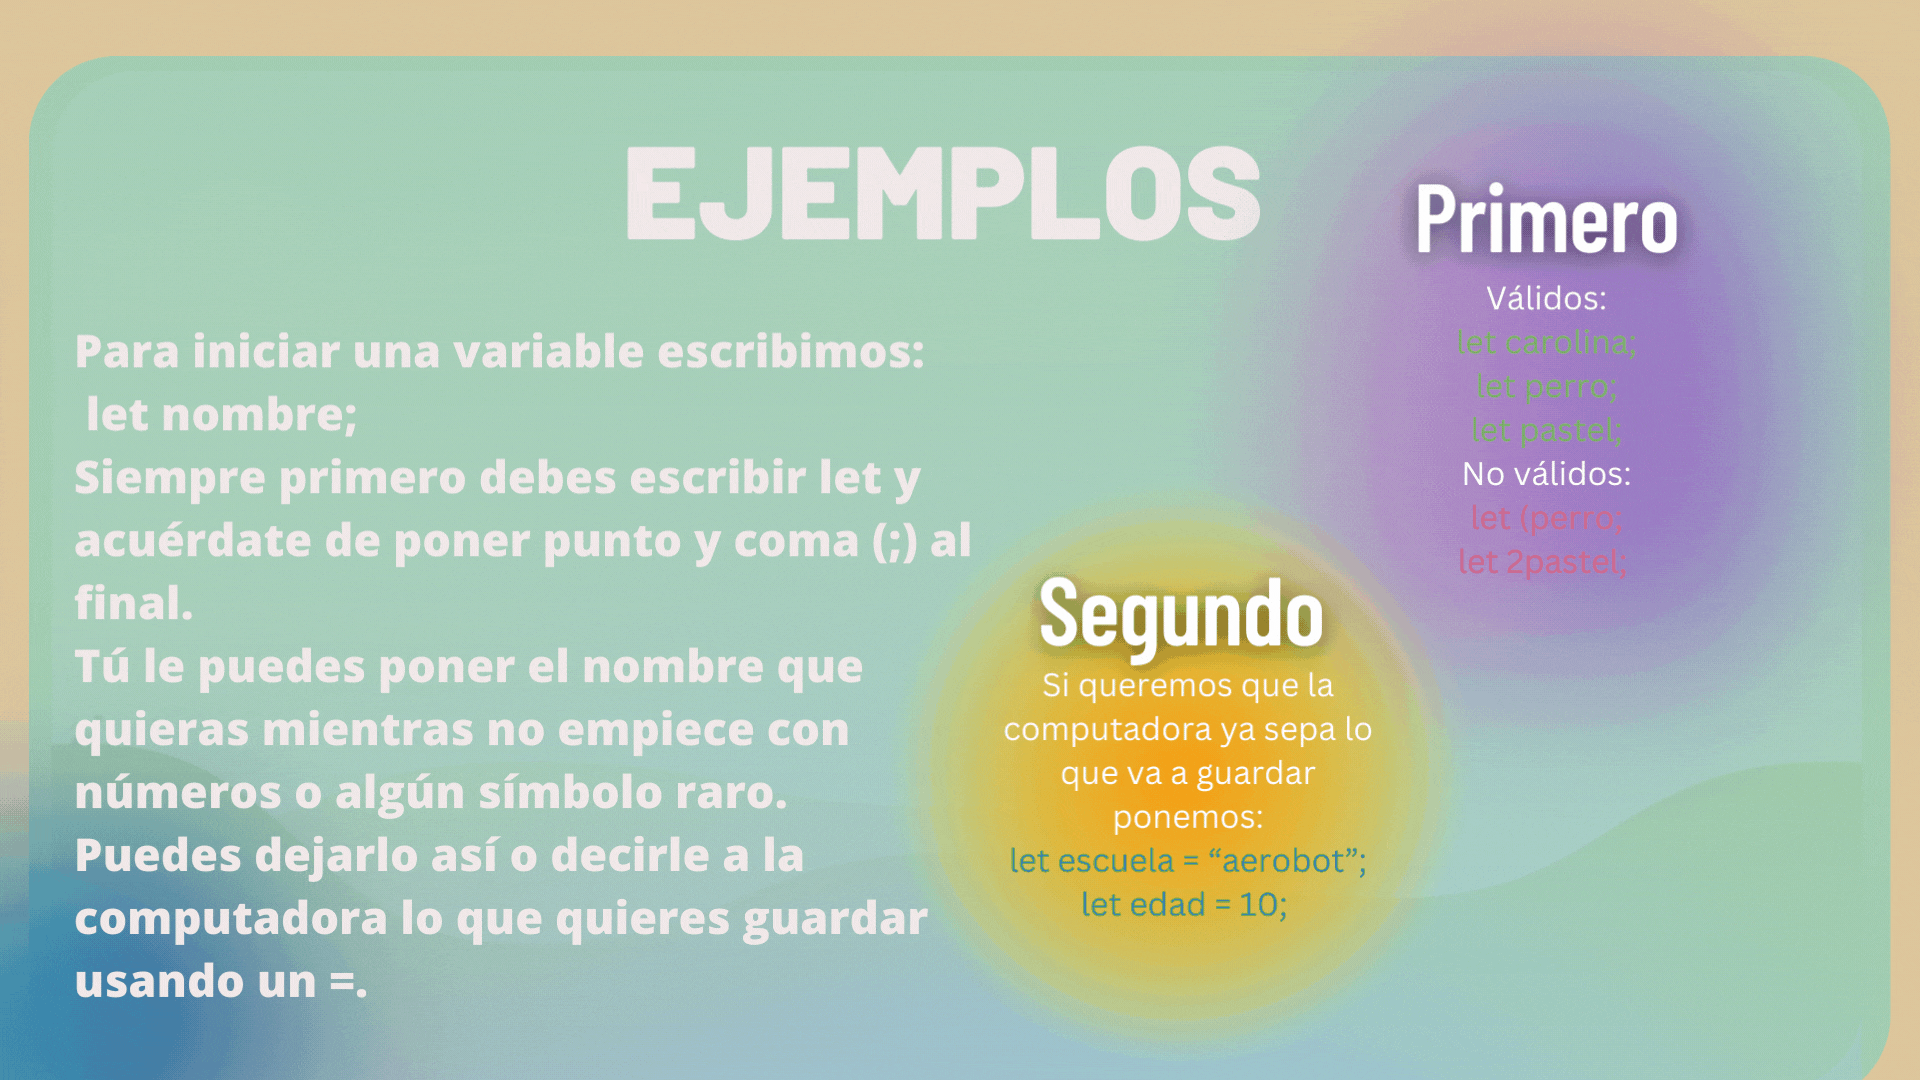 EJEMPLOS
Para iniciar una variable escribimos:
let nombre;
Siempre primero debes escribir let y
acuérdate de poner punto y coma (;) al
final.
Tú le puedes poner el nombre que
quieras mientras no empiece con
números o algún símbolo raro.
Puedes dejarlo así o decirle a la
computadora lo que quieres guardar
usando un =.
Primero
Válidos:
let carolina;
let perro;
let pastel;
No válidos:
let (perro;
let 2pastel;
Segundo
Si queremos que la
computadora ya sepa lo
que va a guardar
ponemos:
let escuela = “aerobot”;
let edad = 10;